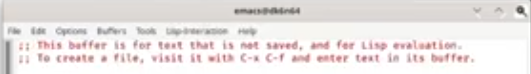 emacs@dk6n64
File Edit Options Buffers Tools Lisp-Interaction Help
;; This buffer is for text that is not saved, and for Lisp evaluation.
;; To create a file, visit it with C-x C-f and enter text in its buffer.